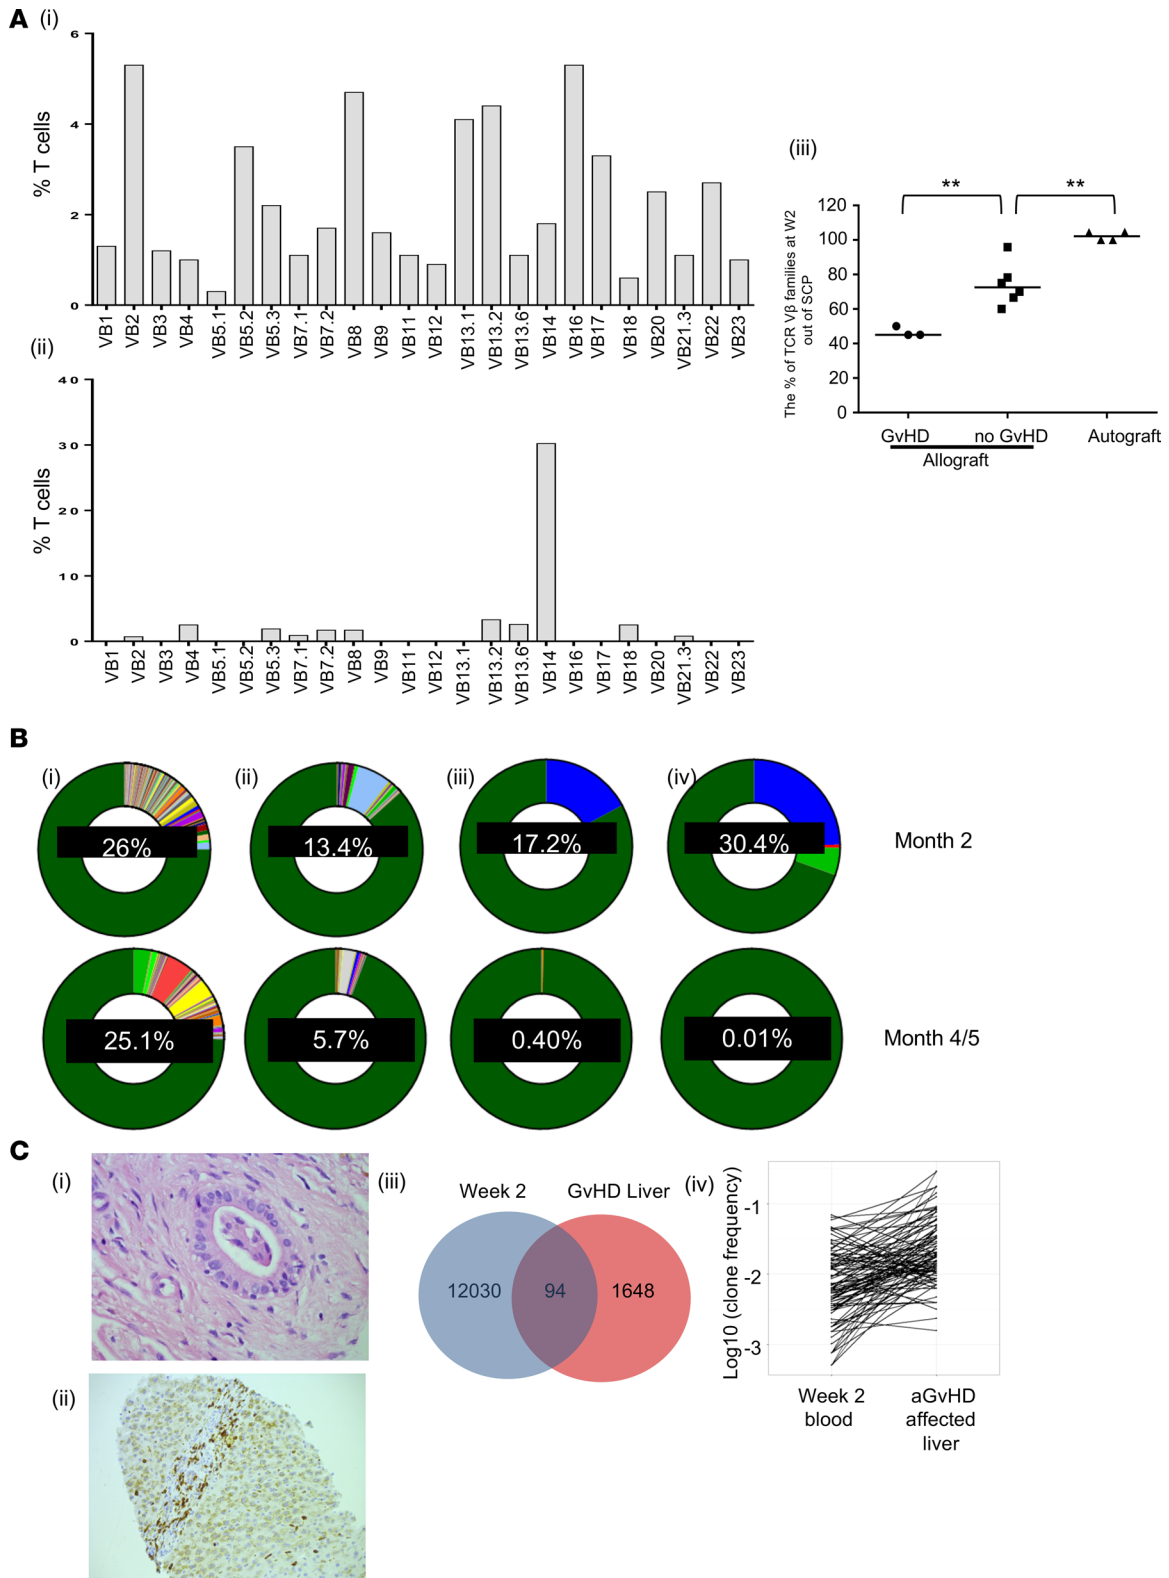 A (i)
6
4
2
0
% T cells
VB1
VB2
VB3
VB4
VB5.1
VB5.2
VB5.3
VB7.1
VB7.2
VB8
VB9
VB11
VB12
VB13.1
VB13.2
VB13.6
VB14
VB16
VB17
VB18
VB20
VB21.3
VB22
VB23
(ii)
40
30
20
10
0
% T cells
VB1
VB2
VB3
VB4
VB5.1
VB5.2
VB5.3
VB7.1
VB7.2
VB8
VB9
VB11
VB12
VB13.1
VB13.2
VB13.6
VB14
VB16
VB17
VB18
VB20
VB21.3
VB22
VB23
(iii)
** **
The % of TCR Vβ families at W2
out of SCP
120
100
80
60
40
20
0
GvHD no GvHD Autograft
Allograft
B
(i) (ii) (iii) (iv)
26% 13.4% 17.2% 30.4% Month 2
25.1% 5.7% 0.40% 0.01% Month 4/5
C
(i)
(ii)
(iii)
Week 2 GvHD Liver
12030 94 1648
(iv)
Log10 (clone frequency)
-1
-2
-3
Week 2
blood
aGvHD
affected
liver